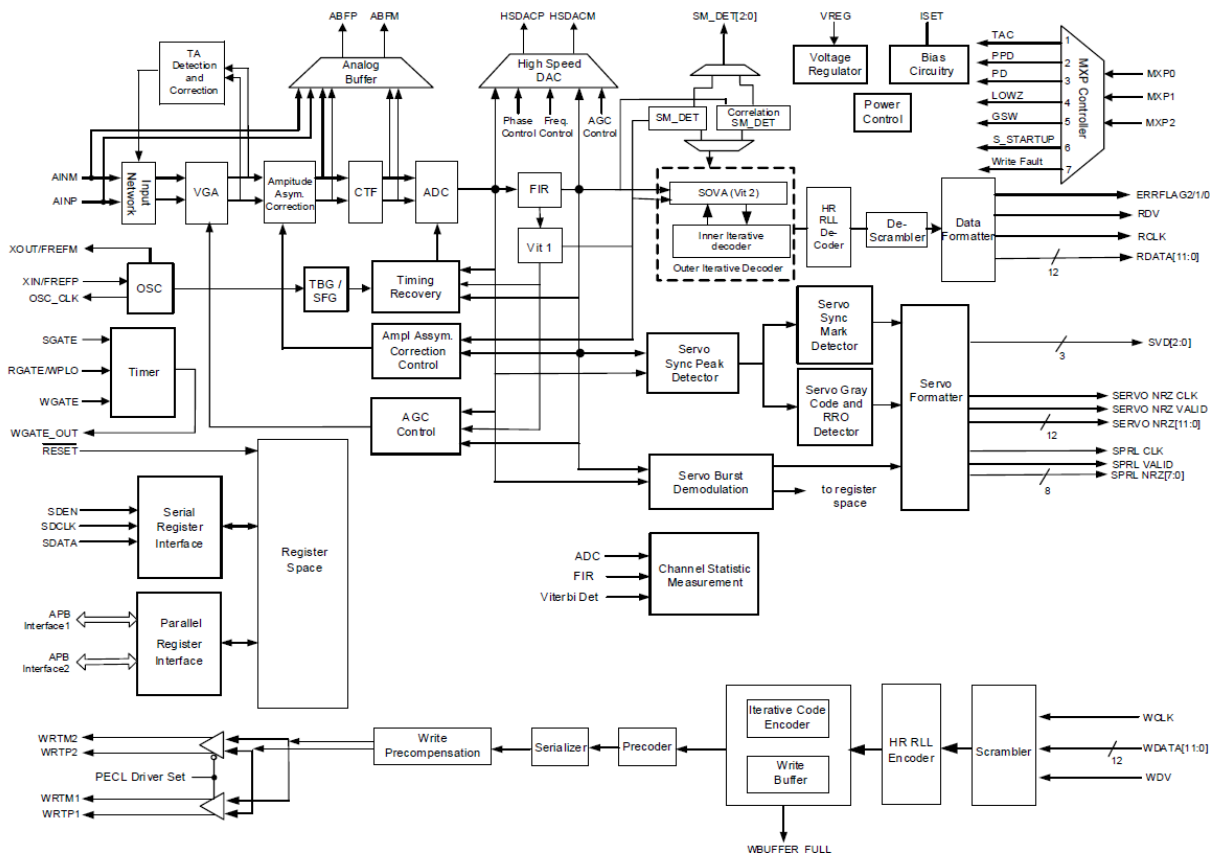 ABFP
ABFM
HSDACP
HSDACM
SM_DET[2:0]
VREG
ISET
TA
Detection and
Correction
Analog
Buffer
High Speed
DAC
Voltage
Regulator
Bias
Circuitry
Power
Control
TAC
PPD
PD
LOWZ
GSW
S_STARTUP
Write Fault
1
2
3
4
5
6
7
MXP Controller
MXP0
MXP1
MXP2
Phase
Control
Freq.
Control
AGC
Control
SM_DET
Correlation
SM_DET
AINM
AINP
Input
Network
VGA
Amplitude
Asym.
Correction
CTF
ADC
FIR
Vit 1
SOVA (Vit 2)
Inner Iterative
decoder
Outer Iterative Decoder
HR
RLL
De-
Coder
De-
Scrambler
Data
Formatter
ERRFLAG2/1/0
RDV
RCLK
RDATA[11:0]
12
XOUT/FREFM
XIN/FREFP
OSC_CLK
OSC
TBG /
SFG
Timing
Recovery
SGATE
RGATE/WPLO
WGATE
WGATE_OUT
RESET
Timer
Ampl Assym.
Correction
Control
AGC
Control
Servo
Sync Peak
Detector
Servo
Sync
Mark
Detector
Servo Gray
Code and
RRO
Detector
Servo
Formatter
SVD[2:0]
3
SERVO NRZ CLK
SERVO NRZ VALID
SERVO NRZ[11:0]
12
SPRL CLK
SPRL VALID
SPRL NRZ[7:0]
8
Servo Burst
Demodulation
to register
space
SDEN
SDCLK
SDATA
Serial
Register
Interface
Register
Space
ADC
FIR
Viterbi Det
Channel Statistic
Measurement
APB
Interface1
APB
Interface2
Parallel
Register
Interface
WRTM2
WRTP2
PECL Driver Set
WRTM1
WRTP1
Write
Precompensation
Serializer
Precoder
Iterative Code
Encoder
Write
Buffer
HR RLL
Encoder
Scrambler
WCLK
WDATA[11:0]
12
WDV
WBUFFER_FULL